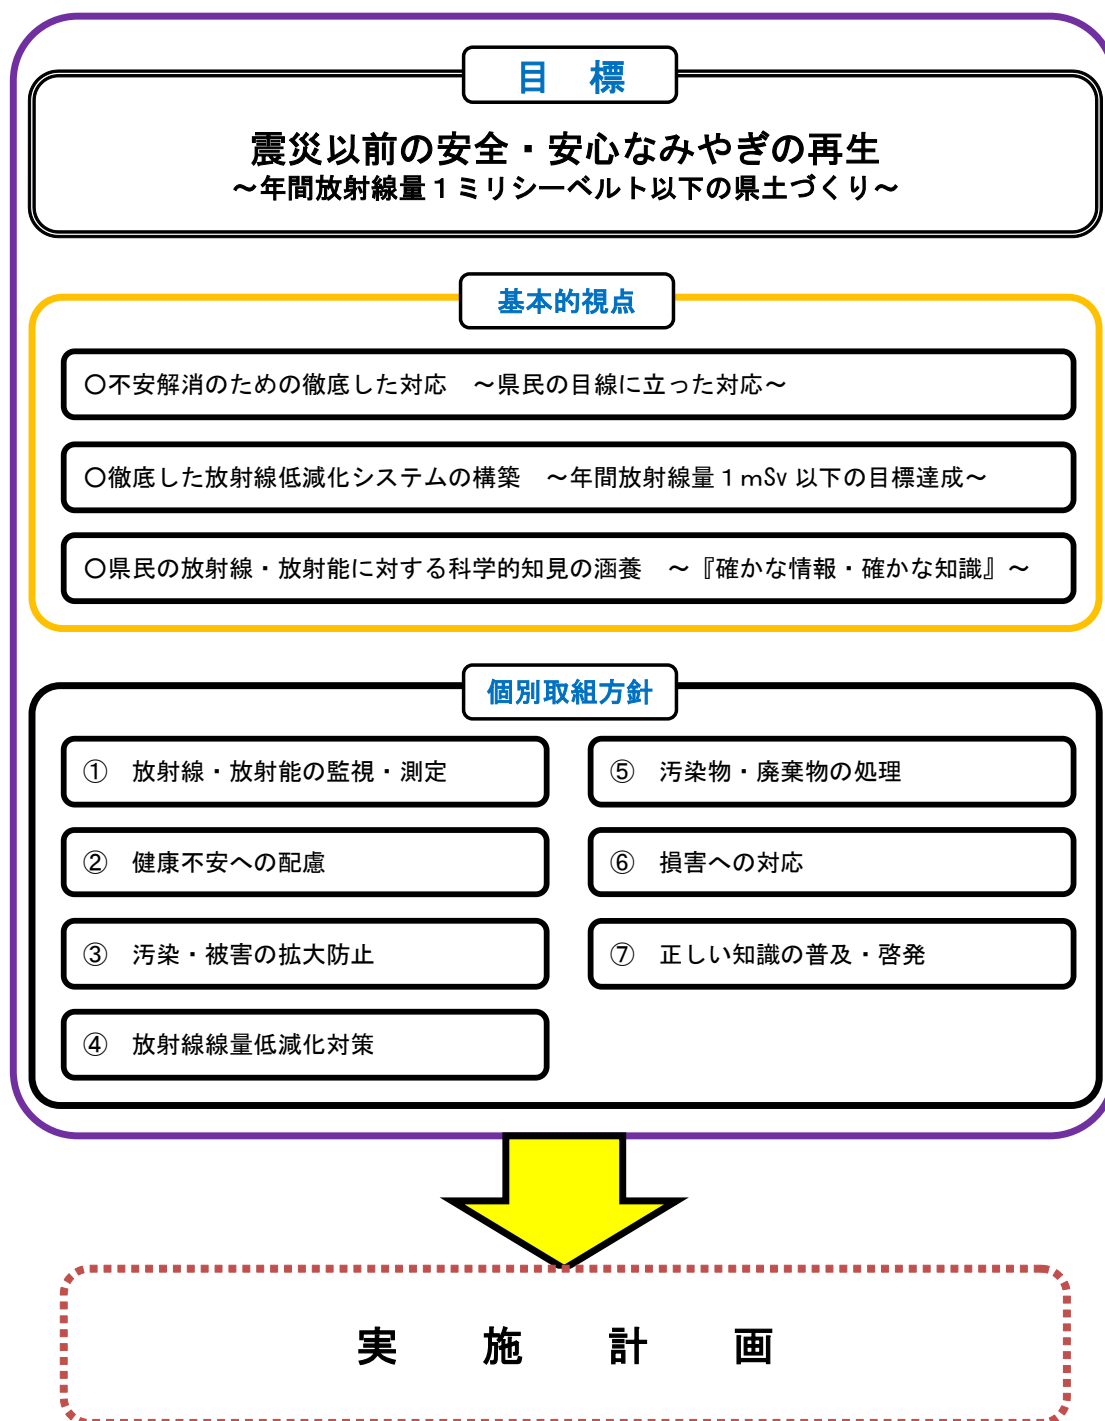 目　標
震災以前の安全・安心なみやぎの再生
～年間放射線量１ミリシーベルト以下の県土づくり～
基本的視点
○不安解消のための徹底した対応　～県民の目線に立った対応～
○徹底した放射線低減化システムの構築　～年間放射線量１mSv 以下の目標達成～
○県民の放射線・放射能に対する科学的知見の涵養　～『確かな情報・確かな知識』～
個別取組方針
①　放射線・放射能の監視・測定
②　健康不安への配慮
③　汚染・被害の拡大防止
④　放射線線量低減化対策
⑤　汚染物・廃棄物の処理
⑥　損害への対応
⑦　正しい知識の普及・啓発
実　施　計　画